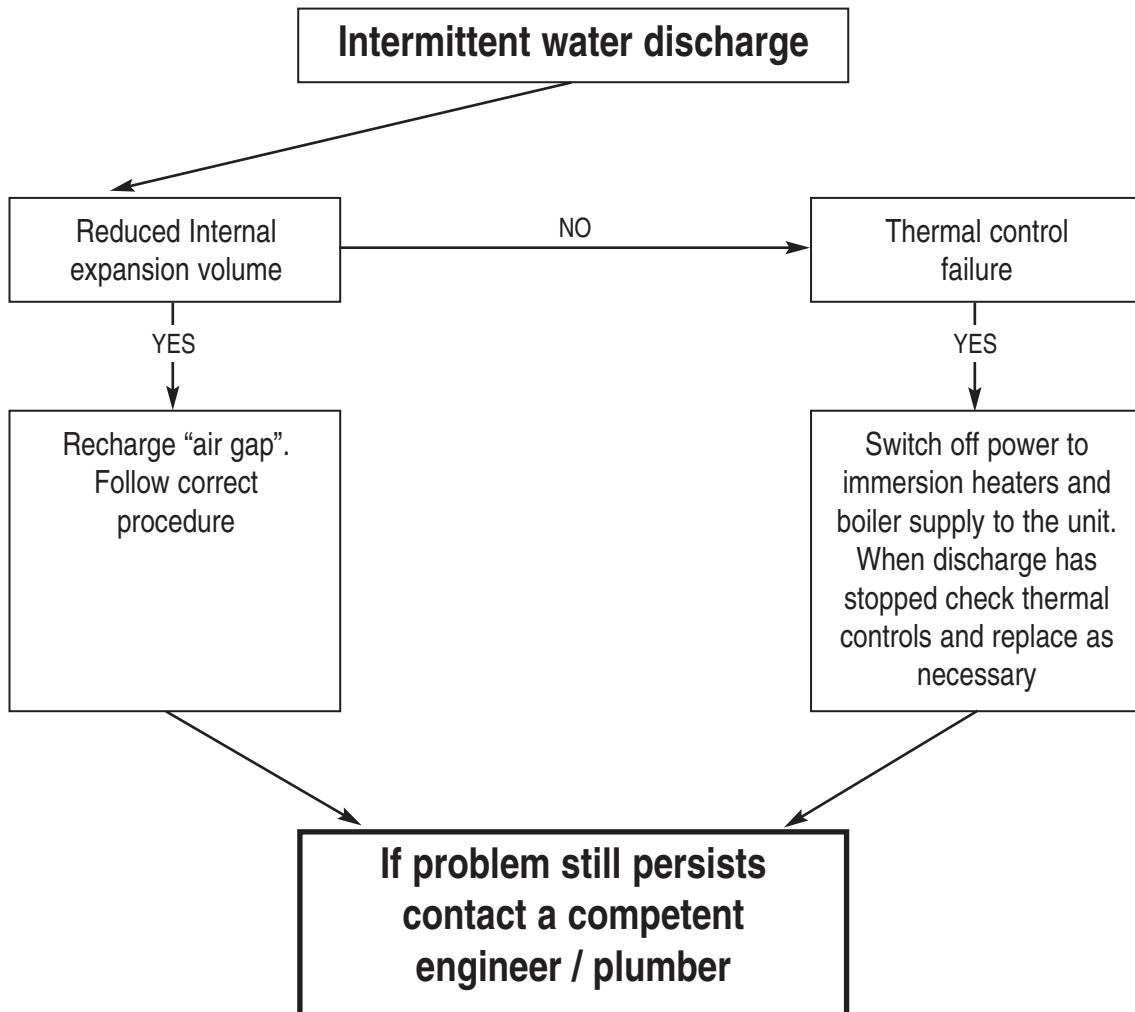 Intermittent water discharge
Reduced Internal
expansion volume
NO
Thermal control
failure
YES
YES
Recharge “air gap”.
Follow correct
procedure
Switch off power to
immersion heaters and
boiler supply to the unit.
When discharge has
stopped check thermal
controls and replace as
necessary
If problem still persists
contact a competent
engineer / plumber